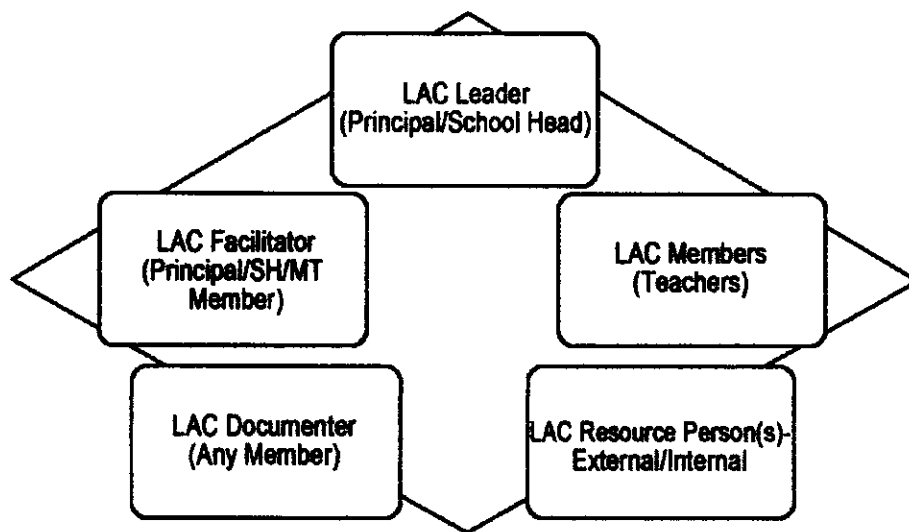 LAC Leader
(Principal/School Head)
LAC Facilitator
(Principal/SH/MT
Member)
LAC Members
(Teachers)
LAC Documenter
(Any Member)
LAC Resource Person(s)-
External/Internal